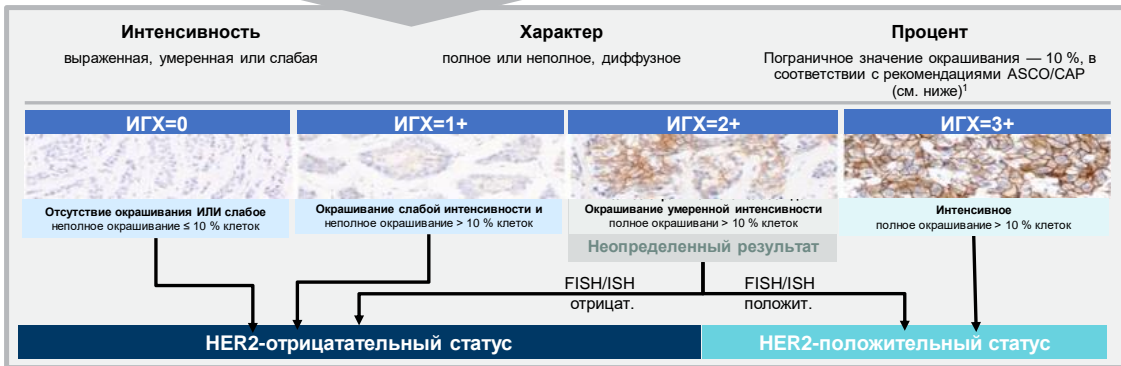 Интенсивность
выраженная, умеренная или слабая
Характер
полное или неполное, диффузное
Процент
Пограничное значение окрашивания — 10 %, в
соответствии с рекомендациями ASCO/CAP
(см. ниже)¹
ИГХ=0
ИГХ=1+
ИГХ=2+
ИГХ=3+
Отсутствие окрашивания ИЛИ слабое
неполное окрашивание ≤ 10 % клеток
Окрашивание слабой интенсивности и
неполное окрашивание > 10 % клеток
Окрашивание умеренной интенсивности
полное окрашивани > 10 % клеток
Неопределенный результат
Интенсивное
полное окрашивание > 10 % клеток
FISH/ISH
отрицат.
FISH/ISH
положит.
HER2-отрицатательный статус
HER2-положительный статус